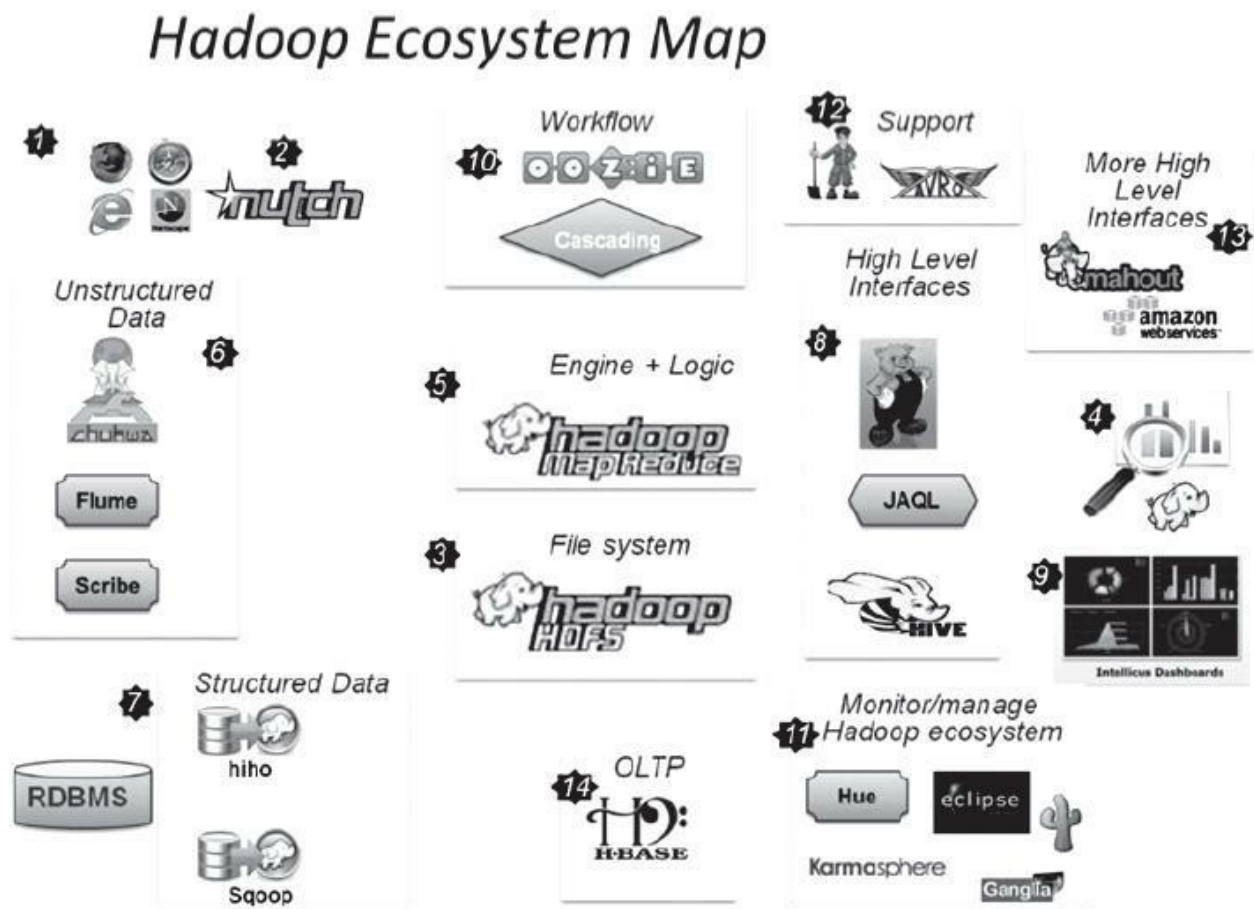 Hadoop Ecosystem Map
1
2
nutch
Netscape
Workflow
10
OOZiE
Cascading
12
Support
AVRO
More High
Level
Interfaces
13
mahout
amazon
webservices
Unstructured
Data
6
chukwa
Flume
Scribe
5
Engine + Logic
hadoop
MapReduce
3
File system
hadoop
HDFS
High Level
Interfaces
8
JAQL
HIVE
4
9
Intellicus Dashboards
7
Structured Data
RDBMS
hiho
Sqoop
14
OLTP
H·BASE
Monitor/manage
11
Hadoop ecosystem
Hue
eclipse
Karmasphere
Ganglia